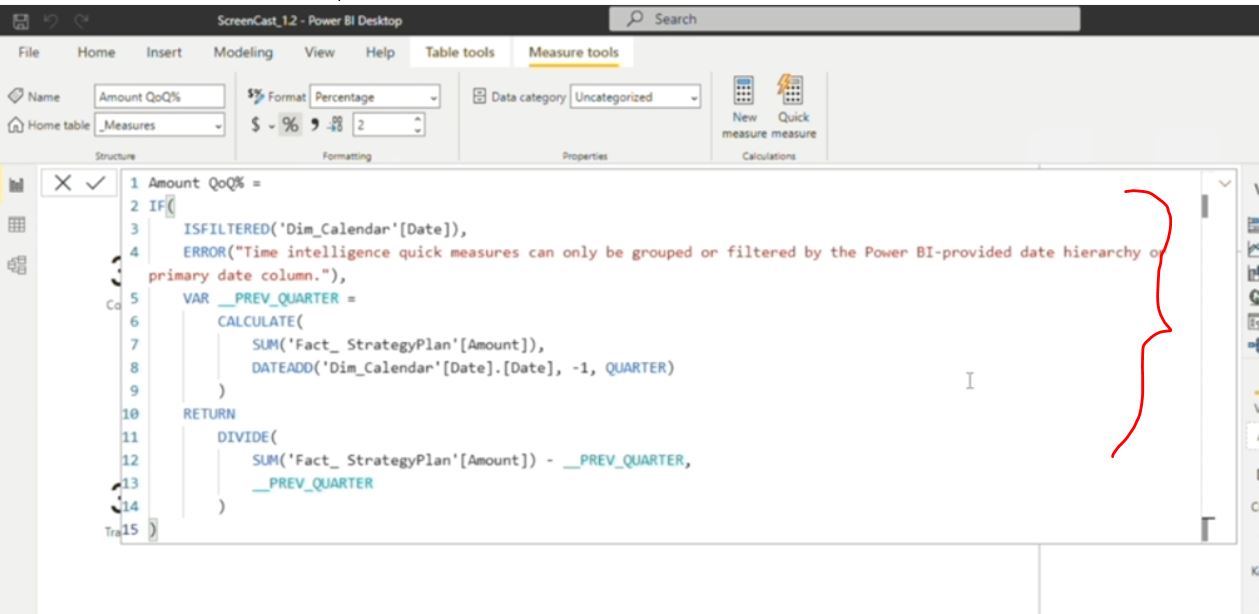 ScreenCast_1.2 - Power BI Desktop
Search
File Home Insert Modeling View Help Table tools Measure tools
Name Amount QoQ% Format Percentage Data category Uncategorized
Home table _Measures $ % 9 2
New measure
Quick measure
Structure Formatting Properties Calculations
1 Amount QoQ% =
2 IF(
3 ISFILTERED('Dim_Calendar'[Date]),
4 ERROR("Time intelligence quick measures can only be grouped or filtered by the Power BI-provided date hierarchy or
primary date column."),
5 VAR __PREV_QUARTER =
6 CALCULATE(
7 SUM('Fact_ StrategyPlan'[Amount]),
8 DATEADD('Dim_Calendar'[Date].[Date], -1, QUARTER)
9 )
10 RETURN
11 DIVIDE(
12 SUM('Fact_ StrategyPlan'[Amount]) - __PREV_QUARTER,
13 __PREV_QUARTER
14 )
15 )
Co
Tra